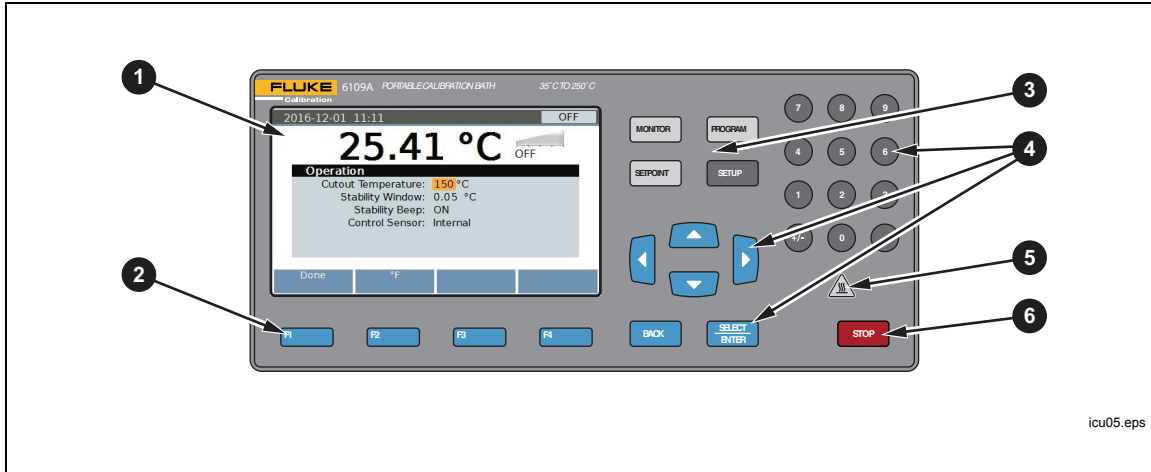 1
FLUKE 6109A PORTABLE CALIBRATION BATH 35°C TO 250°C
Calibration
2016-12-01 11:11 OFF
25.41 °C
OFF
Operation
Cutout Temperature: 150 °C
Stability Window: 0.05 °C
Stability Beep: ON
Control Sensor: Internal
Done °F
2
F1 F2 F3 F4
MONITOR PROGRAM
SETPOINT SETUP
BACK SELECT
ENTER
7 8 9
4 5 6
1 2 3
+/- 0 .
STOP
3
4
5
6
icu05.eps